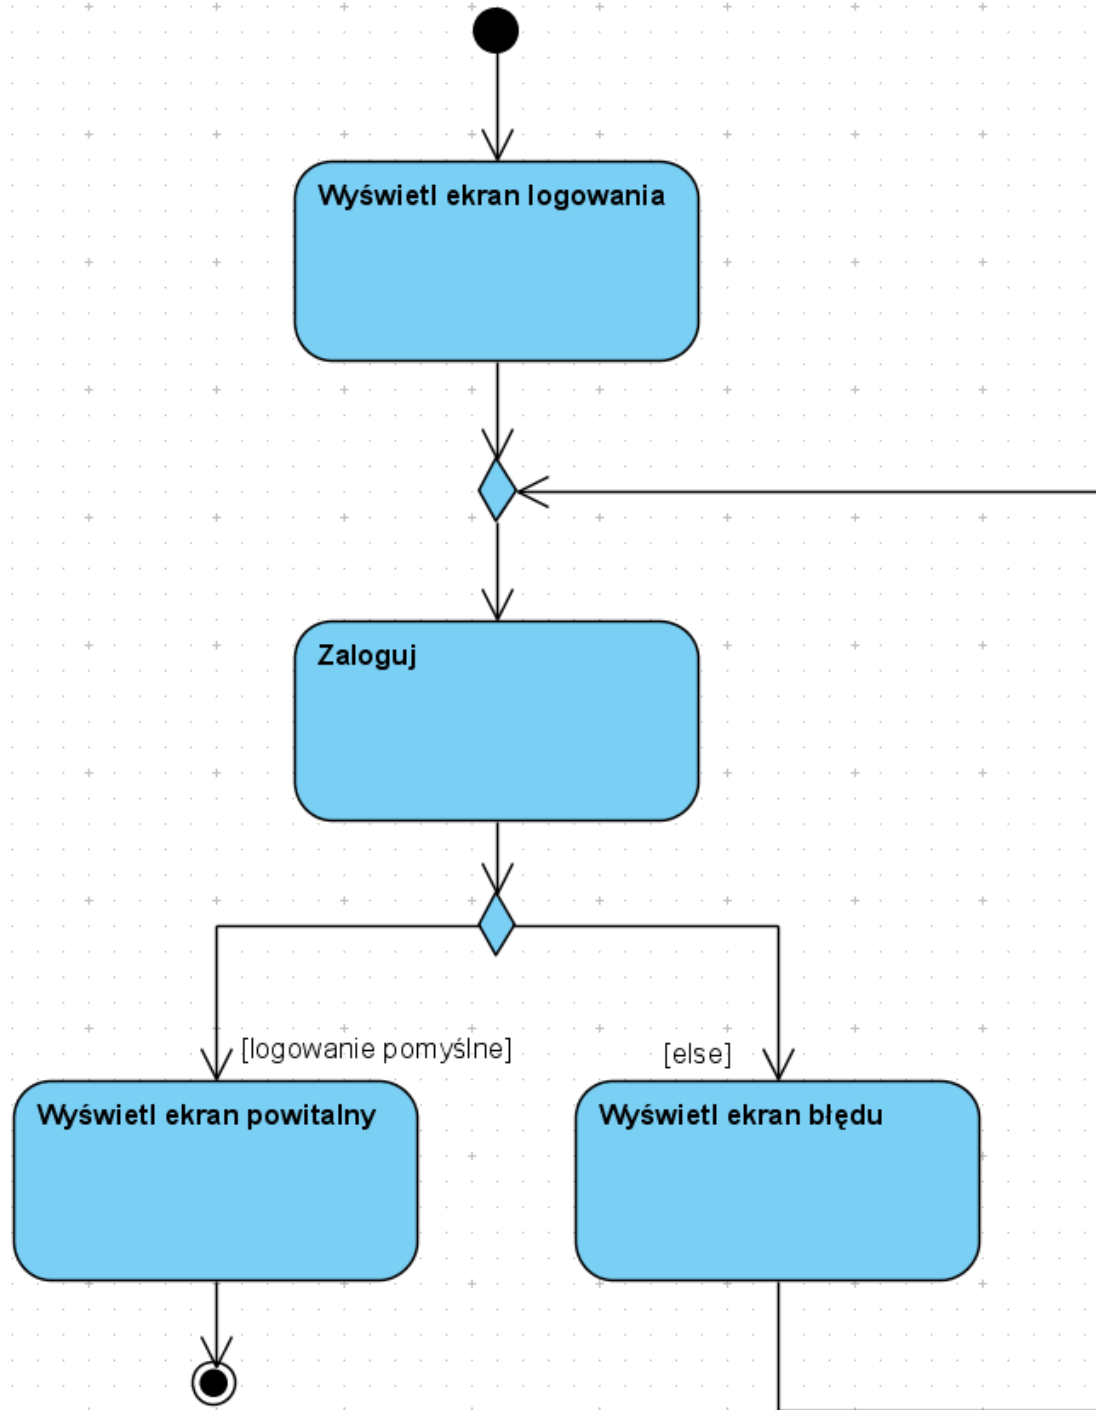 Wyświetl ekran logowania
Zaloguj
[logowanie pomyślne]
[else]
Wyświetl ekran powitalny
Wyświetl ekran błędu